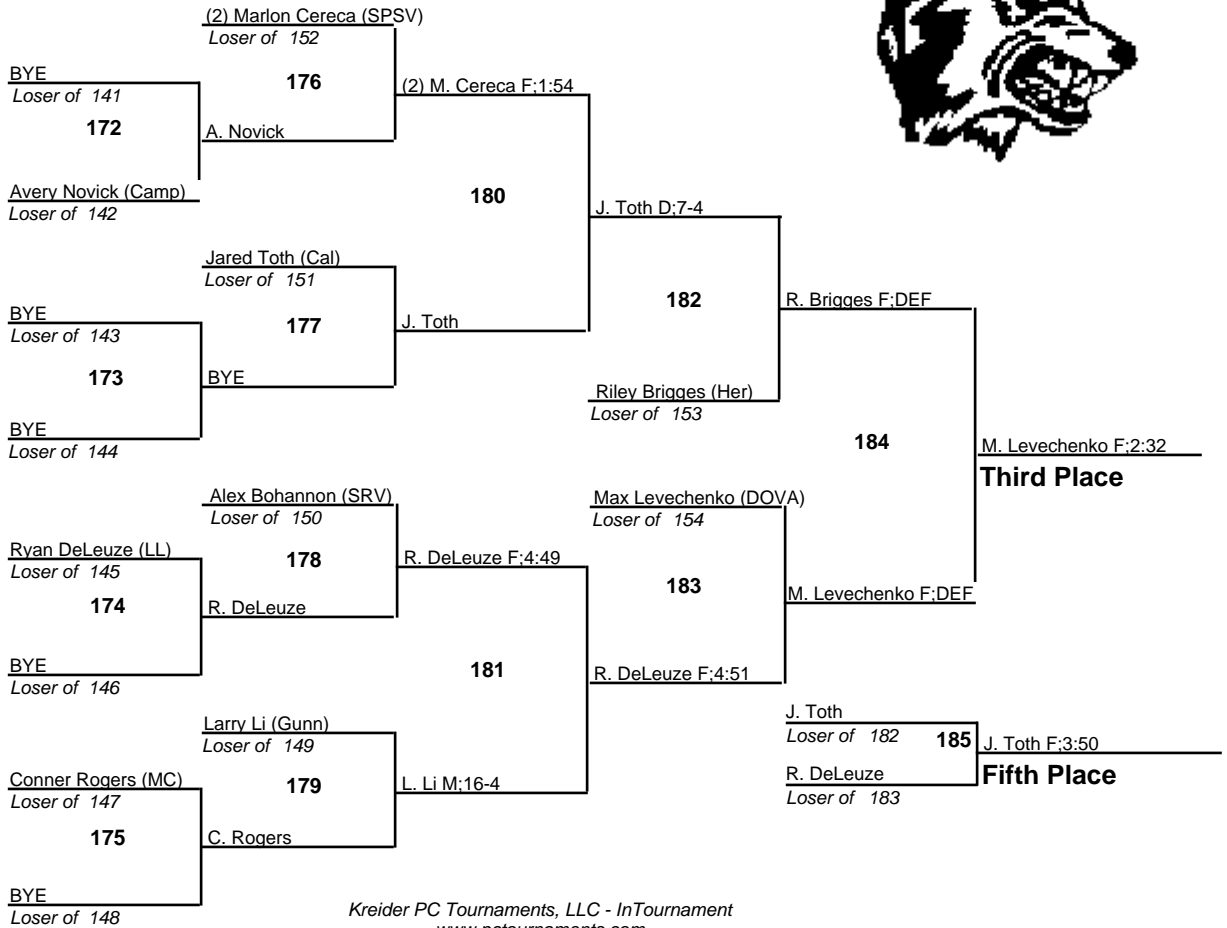 (2) Marlon Cereca (SPSV)
Loser of 152
BYE
Loser of 141
176
(2) M. Cereca F;1:54
172
A. Novick
Avery Novick (Camp)
Loser of 142
180
J. Toth D;7-4
Jared Toth (Cal)
Loser of 151
BYE
Loser of 143
177
J. Toth
182
R. Brigges F;DEF
173
BYE
Riley Brigges (Her)
Loser of 153
BYE
Loser of 144
184
M. Levechenko F;2:32
Third Place
Alex Bohannon (SRV)
Loser of 150
Max Levechenko (DOVA)
Loser of 154
Ryan DeLeuze (LL)
Loser of 145
178
R. DeLeuze F;4:49
183
174
R. DeLeuze
M. Levechenko F;DEF
BYE
Loser of 146
181
R. DeLeuze F;4:51
Larry Li (Gunn)
Loser of 149
J. Toth
Loser of 182
185
J. Toth F;3:50
Fifth Place
R. DeLeuze
Loser of 183
Conner Rogers (MC)
Loser of 147
179
L. Li M;16-4
175
C. Rogers
BYE
Loser of 148
Kreider PC Tournaments, LLC - InTournament